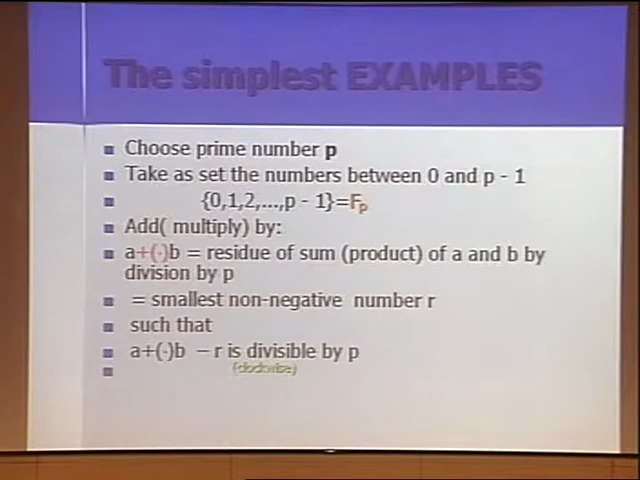 The simplest EXAMPLES
Choose prime number p
Take as set the numbers between 0 and p - 1
{0,1,2,...,p - 1}=Fp
Add( multiply) by:
a+(·)b = residue of sum (product) of a and b by
division by p
= smallest non-negative number r
such that
a+(·)b – r is divisible by p
(clockwise)